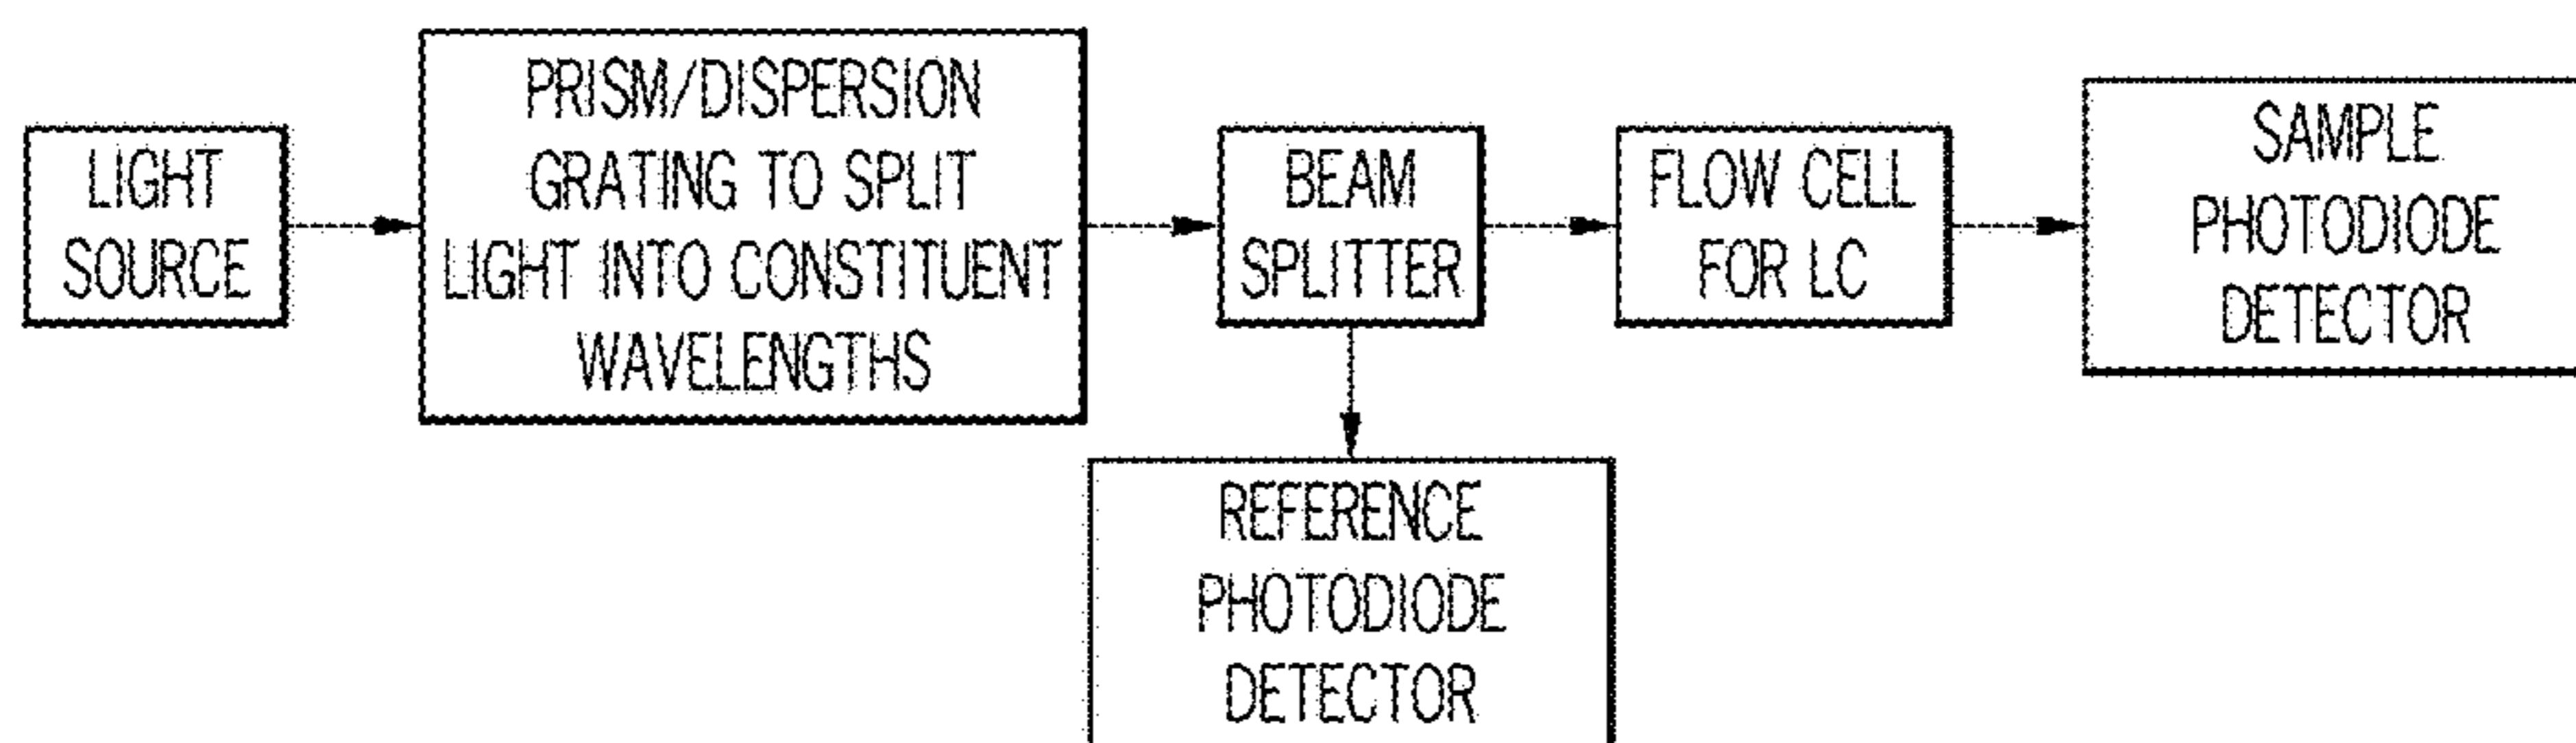 LIGHT
SOURCE
PRISM/DISPERSION
GRATING TO SPLIT
LIGHT INTO CONSTITUENT
WAVELENGTHS
BEAM
SPLITTER
FLOW CELL
FOR LC
SAMPLE
PHOTODIODE
DETECTOR
REFERENCE
PHOTODIODE
DETECTOR